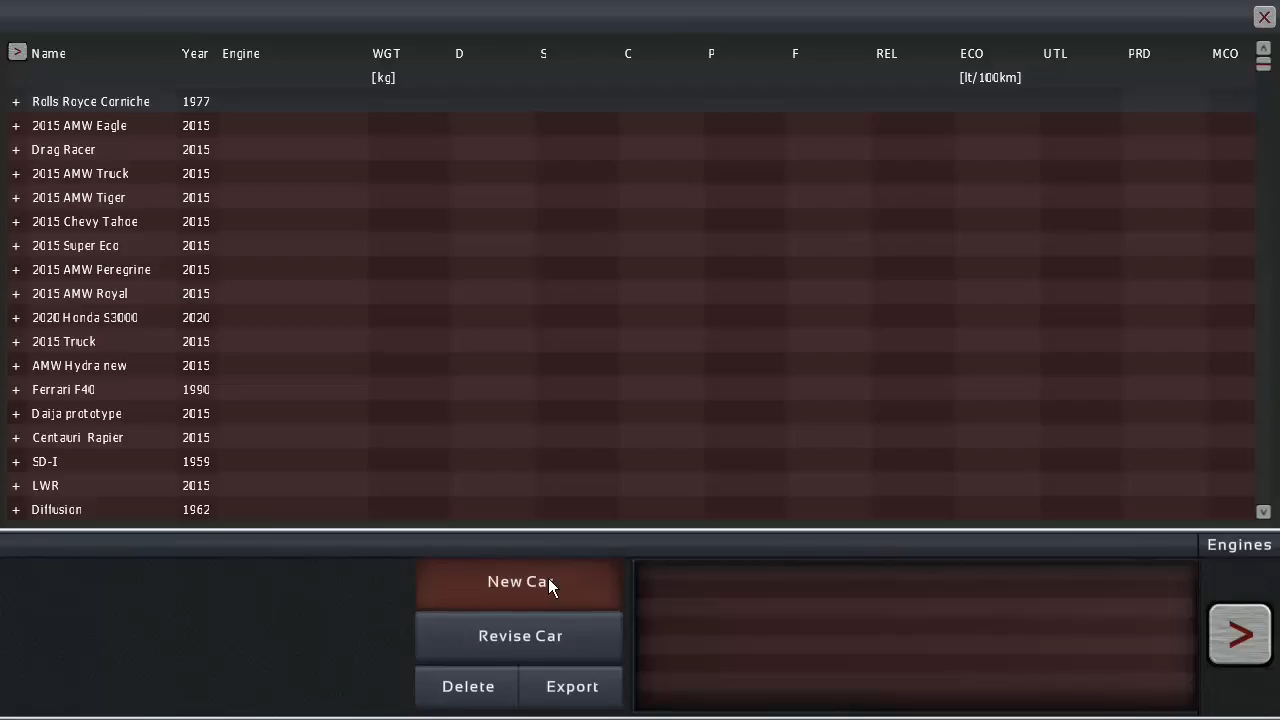 > Name Year Engine WGT D S C P F REL ECO UTL PRD MCO
[kg] [lt/100km]
+ Rolls Royce Corniche 1977
+ 2015 AMW Eagle 2015
+ Drag Racer 2015
+ 2015 AMW Truck 2015
+ 2015 AMW Tiger 2015
+ 2015 Chevy Tahoe 2015
+ 2015 Super Eco 2015
+ 2015 AMW Peregrine 2015
+ 2015 AMW Royal 2015
+ 2020 Honda S3000 2020
+ 2015 Truck 2015
+ AMW Hydra new 2015
+ Ferrari F40 1990
+ Daija prototype 2015
+ Centauri Rapier 2015
+ SD-I 1959
+ LWR 2015
+ Diffusion 1962
Engines
New Car
Revise Car
>
Delete Export